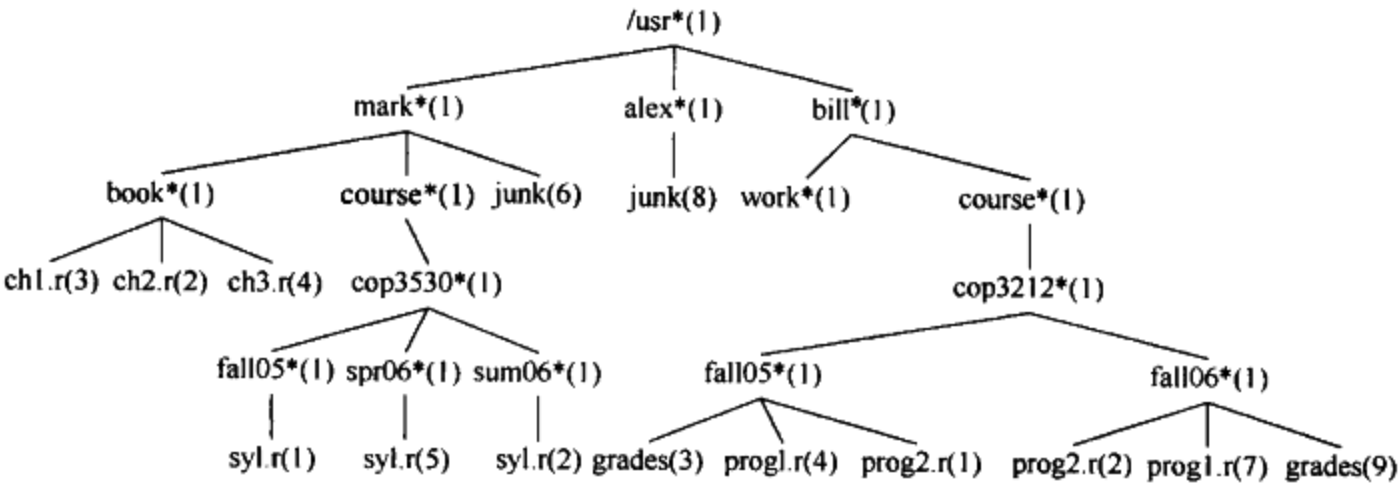 /usr*(1)
mark*(1) alex*(1) bill*(1)
book*(1) course*(1) junk(6) junk(8) work*(1) course*(1)
ch1.r(3) ch2.r(2) ch3.r(4) cop3530*(1) cop3212*(1)
fall05*(1) spr06*(1) sum06*(1) fall05*(1) fall06*(1)
syl.r(1) syl.r(5) syl.r(2) grades(3) prog1.r(4) prog2.r(1) prog2.r(2) prog1.r(7) grades(9)